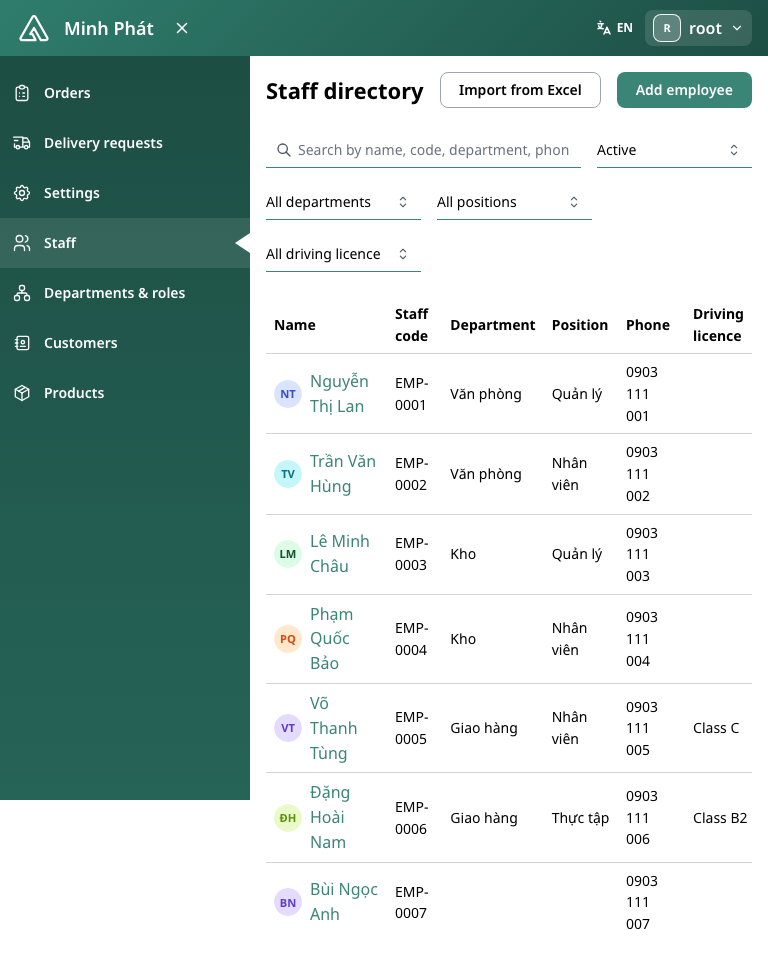 Minh Phát
EN
R
root
Orders
Delivery requests
Settings
Staff
Departments & roles
Customers
Products
Staff directory
Import from Excel
Add employee
Search by name, code, department, phon
Active
All departments
All positions
All driving licence
Name
Staff
code
Department
Position
Phone
Driving
licence
NT
Nguyễn
Thị Lan
EMP-
0001
Văn phòng
Quản lý
0903
111
001
TV
Trần Văn
Hùng
EMP-
0002
Văn phòng
Nhân
viên
0903
111
002
LM
Lê Minh
Châu
EMP-
0003
Kho
Quản lý
0903
111
003
PQ
Phạm
Quốc
Bảo
EMP-
0004
Kho
Nhân
viên
0903
111
004
VT
Võ
Thanh
Tùng
EMP-
0005
Giao hàng
Nhân
viên
0903
111
005
Class C
ĐH
Đặng
Hoài
Nam
EMP-
0006
Giao hàng
Thực tập
0903
111
006
Class B2
BN
Bùi Ngọc
Anh
EMP-
0007
0903
111
007